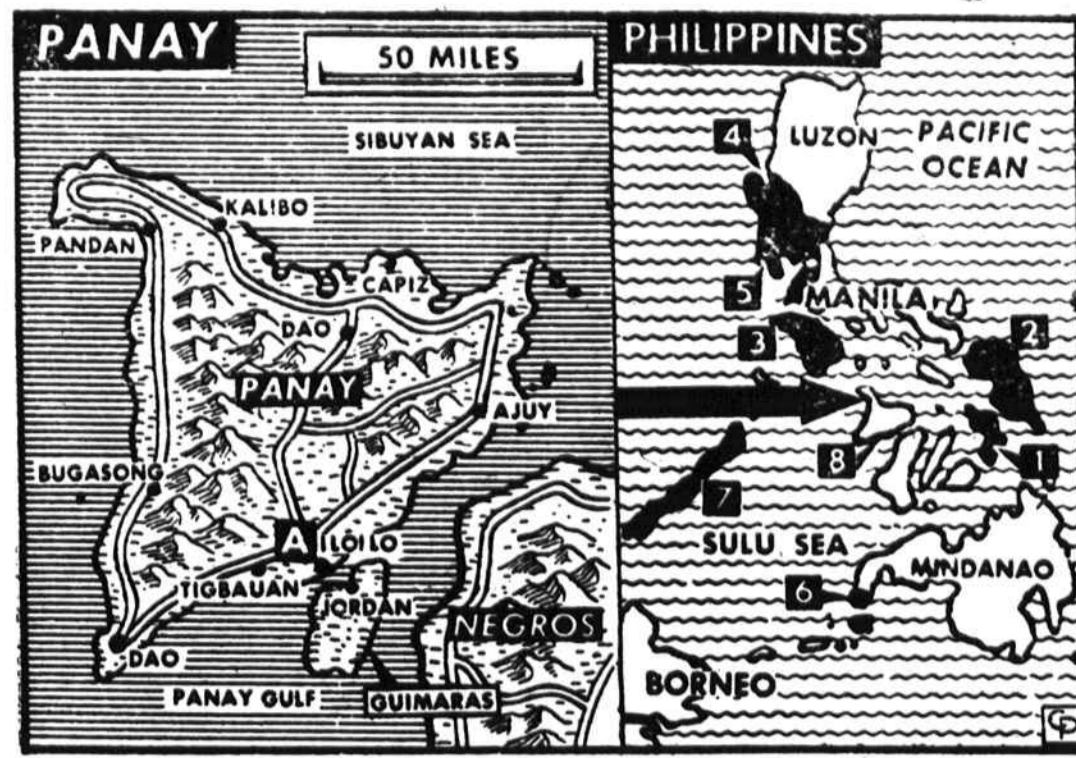 PANAY
50 MILES
SIBUYAN SEA
KALIBO
PANDAN
CAPIZ
DAO
PANAY
AJUY
BUGASONG
A
ILOILO
TIGBAUAN
JORDAN
NEGROS
DAO
PANAY GULF
GUIMARAS
PHILIPPINES
4
LUZON
PACIFIC
OCEAN
5
MANILA
3
2
8
1
7
SULU SEA
6
MINDANAO
BORNEO
CP